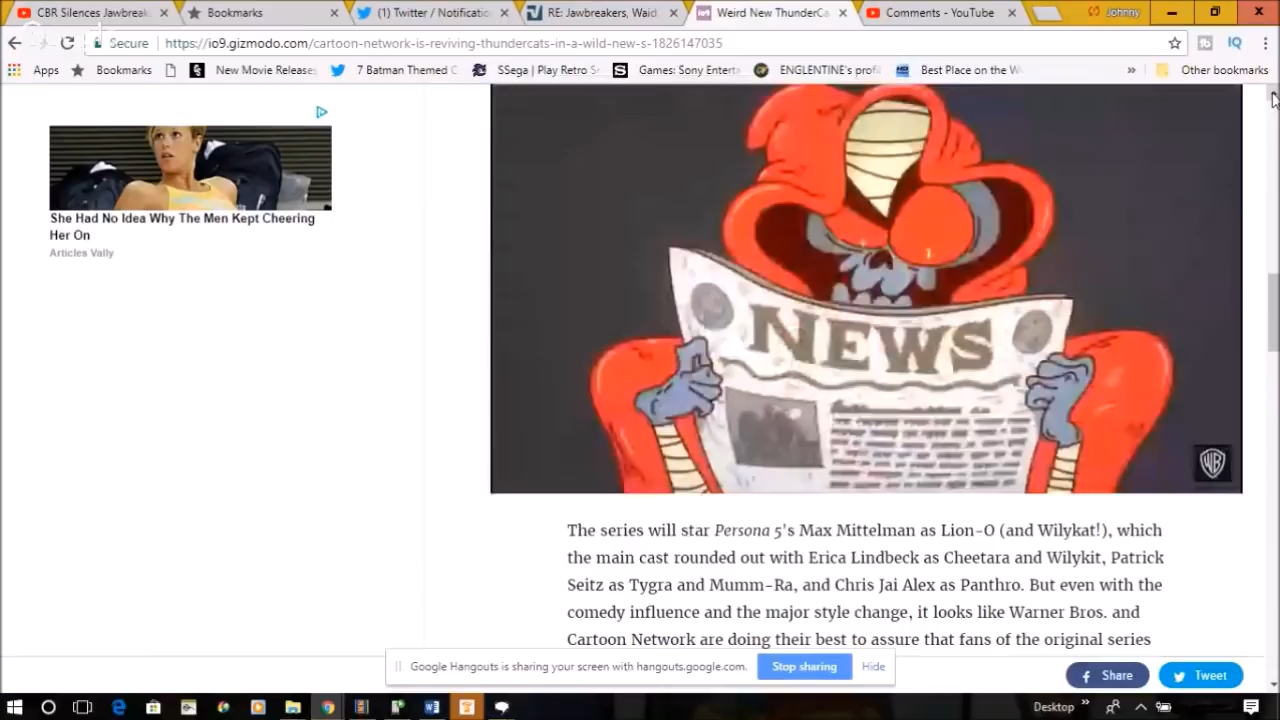 CBR Silences Jawbreak
Bookmarks
(1) Twitter / Notificatio
RE: Jawbreakers, Waid,
Weird New ThunderCa
Comments - YouTube
Johnny
Secure
https://io9.gizmodo.com/cartoon-network-is-reviving-thundercats-in-a-wild-new-s-1826147035
Apps
Bookmarks
New Movie Releases
7 Batman Themed C
SSega | Play Retro S
Games: Sony Enterta
ENGLENTINE's profi
Best Place on the W
Other bookmarks
She Had No Idea Why The Men Kept Cheering
Her On
Articles Vally
NEWS
WB
The series will star Persona 5's Max Mittelman as Lion-O (and Wilykat!), which
the main cast rounded out with Erica Lindbeck as Cheetara and Wilykit, Patrick
Seitz as Tygra and Mumm-Ra, and Chris Jai Alex as Panthro. But even with the
comedy influence and the major style change, it looks like Warner Bros. and
Cartoon Network are doing their best to assure that fans of the original series
Google Hangouts is sharing your screen with hangouts.google.com.
Stop sharing
Hide
Share
Tweet
Desktop